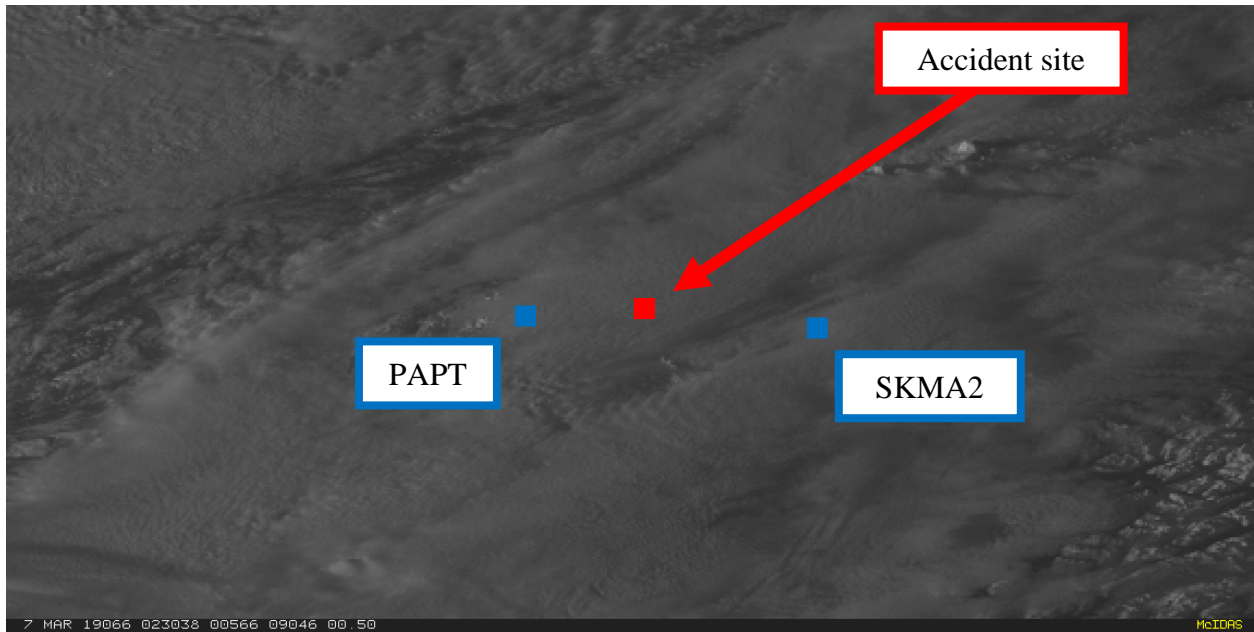 Accident site
PAPT
SKMA2
7 MAR 19066 023038 00566 09046 00.50
McIDAS